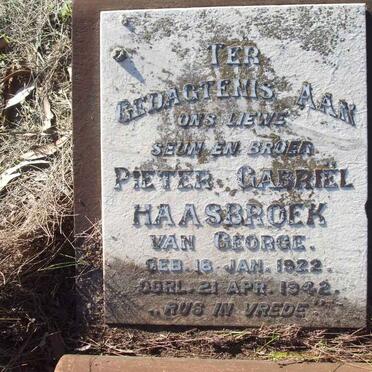 TER
GEDAGTENIS AAN
ONS LIEWE
SEUN EN BROER
PIETER GABRIËL
HAASBROEK
VAN GEORGE.
GEB. 18 JAN. 1922.
OORL. 21 APR. 1942.
„RUS IN VREDE"